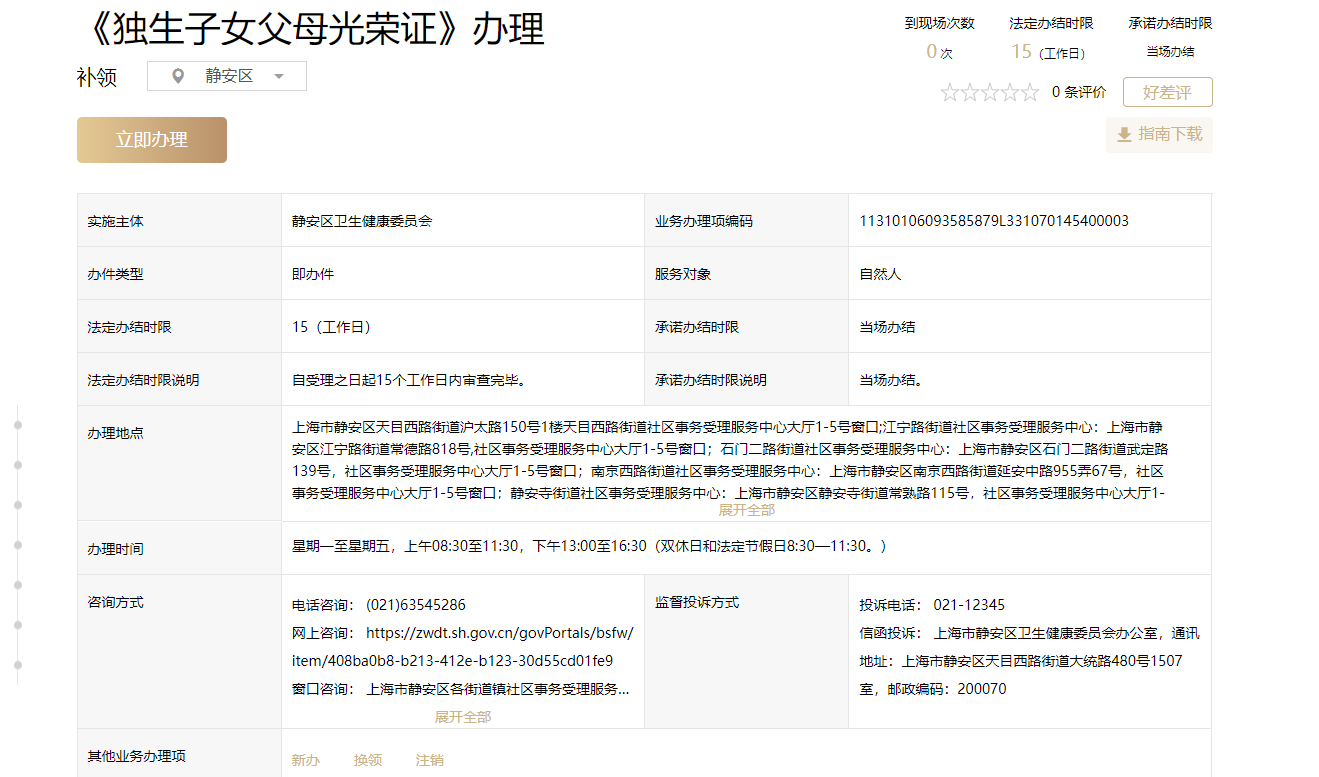 《独生子女父母光荣证》办理
到现场次数
法定办结时限
承诺办结时限
0 次
15 (工作日)
当场办结
补领
静安区
0 条评价
好差评
立即办理
指南下载
实施主体
静安区卫生健康委员会
业务办理项编码
11310106093585879L331070145400003
办件类型
即办件
服务对象
自然人
法定办结时限
15（工作日）
承诺办结时限
当场办结
法定办结时限说明
自受理之日起15个工作日内审查完毕。
承诺办结时限说明
当场办结。
办理地点
上海市静安区天目西路街道沪太路150号1楼天目西路街道社区事务受理服务中心大厅1-5号窗口;江宁路街道社区事务受理服务中心：上海市静
安区江宁路街道常德路818号,社区事务受理服务中心大厅1-5号窗口；石门二路街道社区事务受理服务中心：上海市静安区石门二路街道武定路
139号，社区事务受理服务中心大厅1-5号窗口；南京西路街道社区事务受理服务中心：上海市静安区南京西路街道延安中路955弄67号，社区
事务受理服务中心大厅1-5号窗口；静安寺街道社区事务受理服务中心：上海市静安区静安寺街道常熟路115号，社区事务受理服务中心大厅1-
展开全部
办理时间
星期一至星期五，上午08:30至11:30，下午13:00至16:30（双休日和法定节假日8:30—11:30。）
咨询方式
电话咨询： (021)63545286
网上咨询： https://zwdt.sh.gov.cn/govPortals/bsfw/
item/408ba0b8-b213-412e-b123-30d55cd01fe9
窗口咨询： 上海市静安区各街道镇社区事务受理服务...
展开全部
监督投诉方式
投诉电话： 021-12345
信函投诉： 上海市静安区卫生健康委员会办公室，通讯
地址：上海市静安区天目西路街道大统路480号1507
室，邮政编码：200070
其他业务办理项
新办
换领
注销